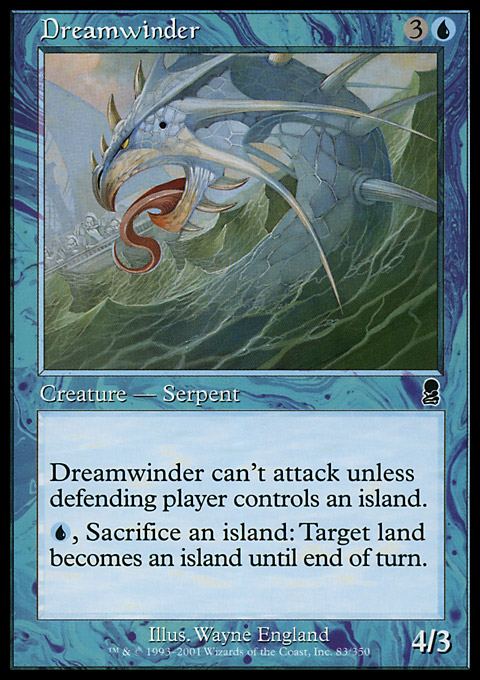 Dreamwinder 3
Creature — Serpent
Dreamwinder can't attack unless
defending player controls an island.
, Sacrifice an island: Target land
becomes an island until end of turn.
Illus. Wayne England
™ & © 1993-2001 Wizards of the Coast, Inc. 83/350
4/3